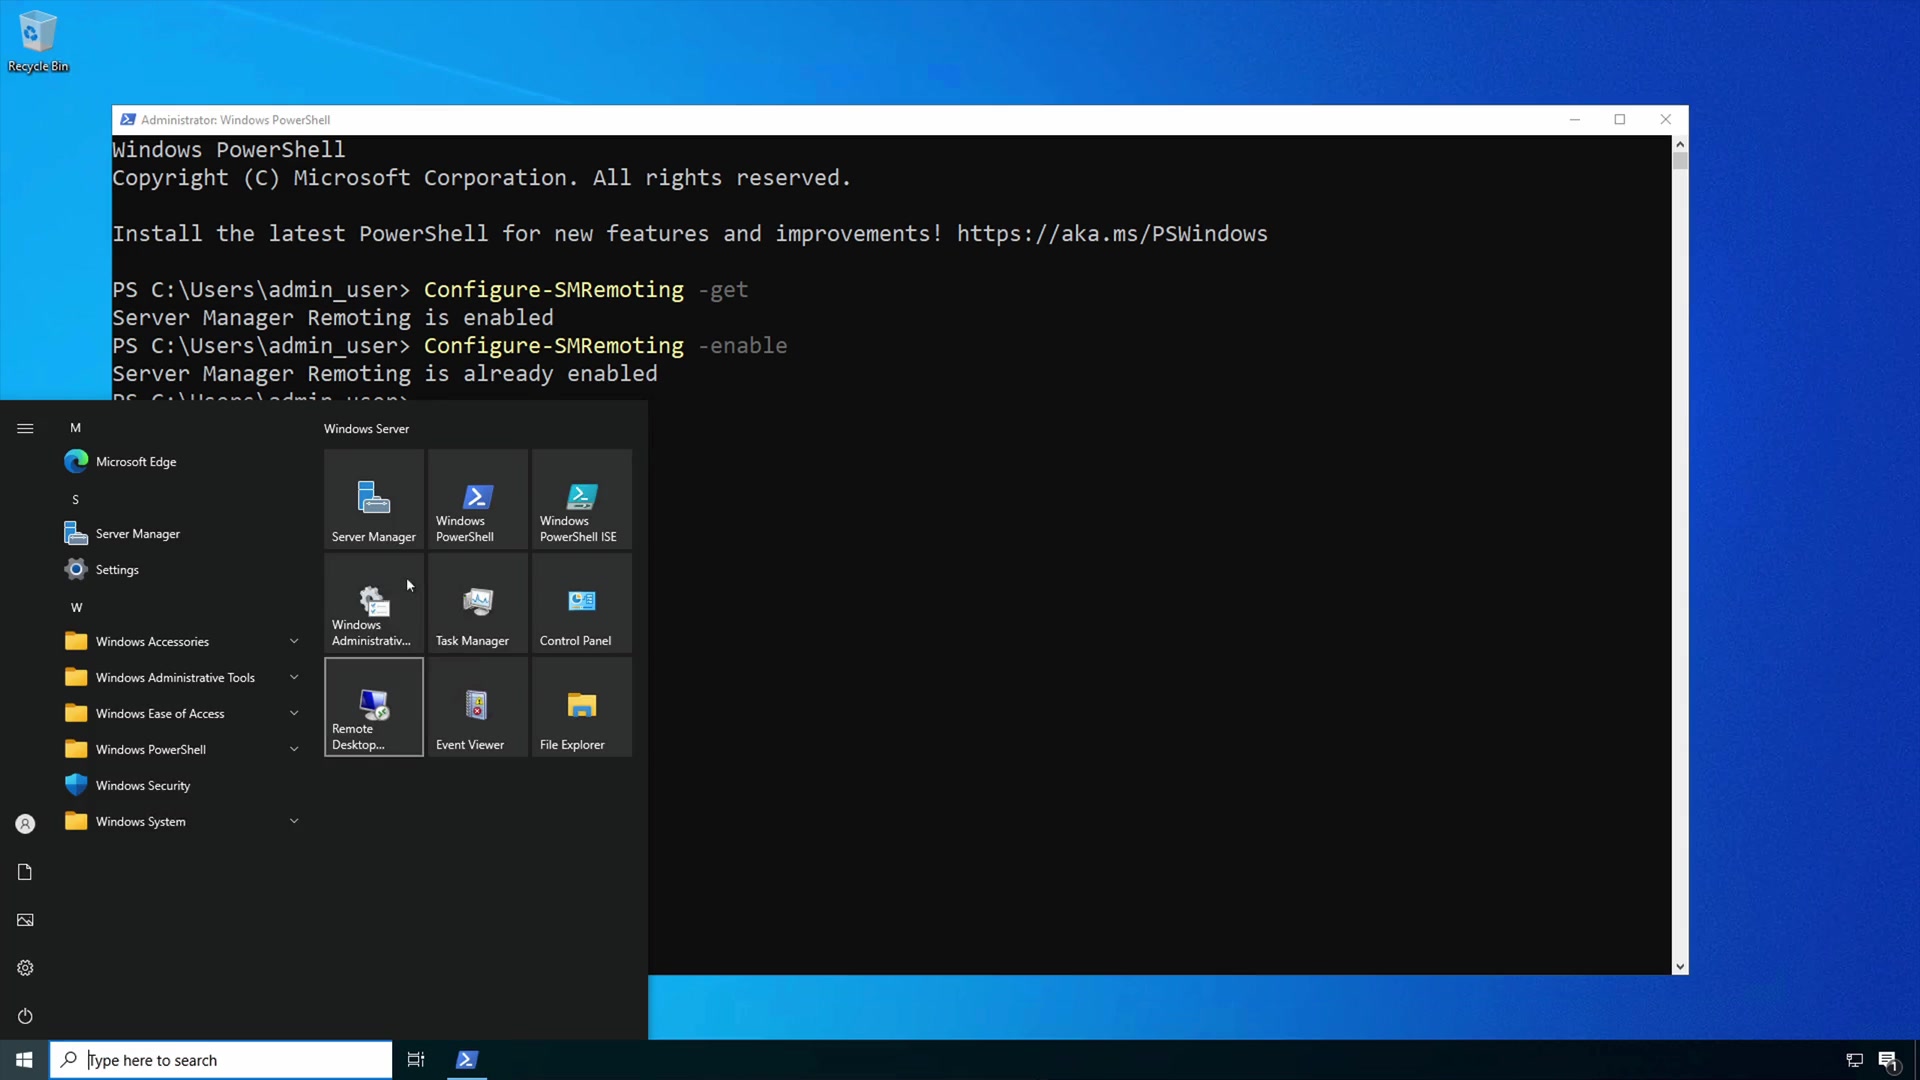 Recycle Bin
Administrator: Windows PowerShell
Windows PowerShell
Copyright (C) Microsoft Corporation. All rights reserved.
Install the latest PowerShell for new features and improvements! https://aka.ms/PSWindows
PS C:\Users\admin_user> Configure-SMRemoting -get
Server Manager Remoting is enabled
PS C:\Users\admin_user> Configure-SMRemoting -enable
Server Manager Remoting is already enabled
PS C:\Users\admin_user>
M
Microsoft Edge
S
Server Manager
Settings
W
Windows Accessories
Windows Administrative Tools
Windows Ease of Access
Windows PowerShell
Windows Security
Windows System
Windows Server
Server Manager
Windows
PowerShell
Windows
PowerShell ISE
Windows
Administrativ...
Task Manager
Control Panel
Remote
Desktop...
Event Viewer
File Explorer
Type here to search
1